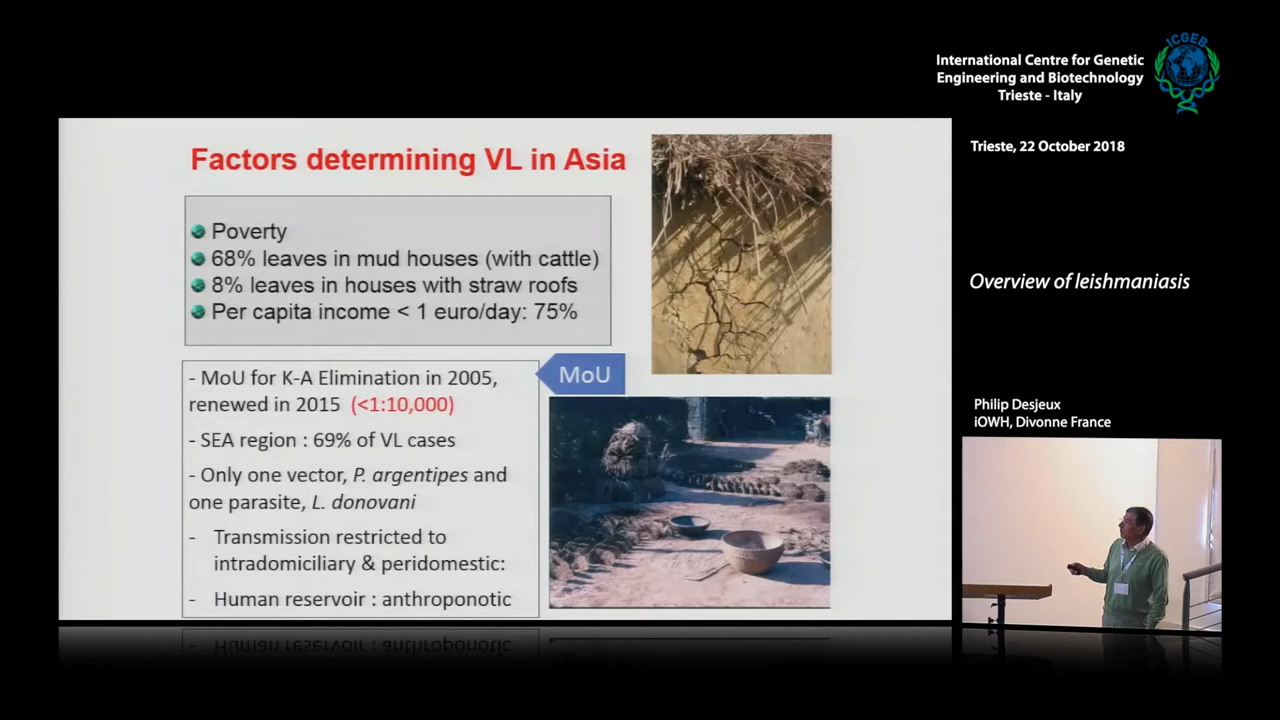 ICGEB
International Centre for Genetic
Engineering and Biotechnology
Trieste - Italy
Trieste, 22 October 2018
Factors determining VL in Asia
Poverty
68% leaves in mud houses (with cattle)
8% leaves in houses with straw roofs
Per capita income < 1 euro/day: 75%
- MoU for K-A Elimination in 2005,
renewed in 2015 (<1:10,000)
- SEA region : 69% of VL cases
- Only one vector, P. argentipes and
one parasite, L. donovani
- Transmission restricted to
intradomiciliary & peridomestic:
- Human reservoir : anthroponotic
MoU
Overview of leishmaniasis
Philip Desjeux
iOWH, Divonne France